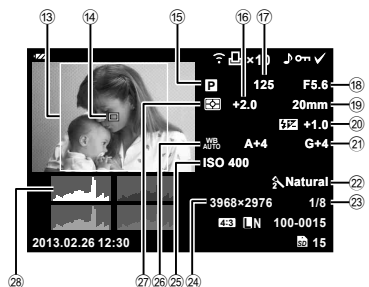 ⑬ ⑭ ⑮ ⑯ ⑰
×10
P 125 F5.6 ⑱
+2.0 20mm ⑲
+1.0 ⑳
WB AUTO A+4 G+4 ㉑
ISO 400
2 Natural ㉒
3968×2976 1/8 ㉓
4:3 LN 100-0015
2013.02.26 12:30 SD 15
㉘ ㉗ ㉖ ㉕ ㉔